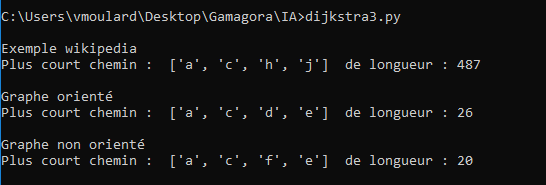 C:\Users\vmoulard\Desktop\Gamagora\IA>dijkstra3.py
Exemple wikipedia
Plus court chemin :  ['a', 'c', 'h', 'j']  de longueur : 487
Graphe orienté
Plus court chemin :  ['a', 'c', 'd', 'e']  de longueur : 26
Graphe non orienté
Plus court chemin :  ['a', 'c', 'f', 'e']  de longueur : 20